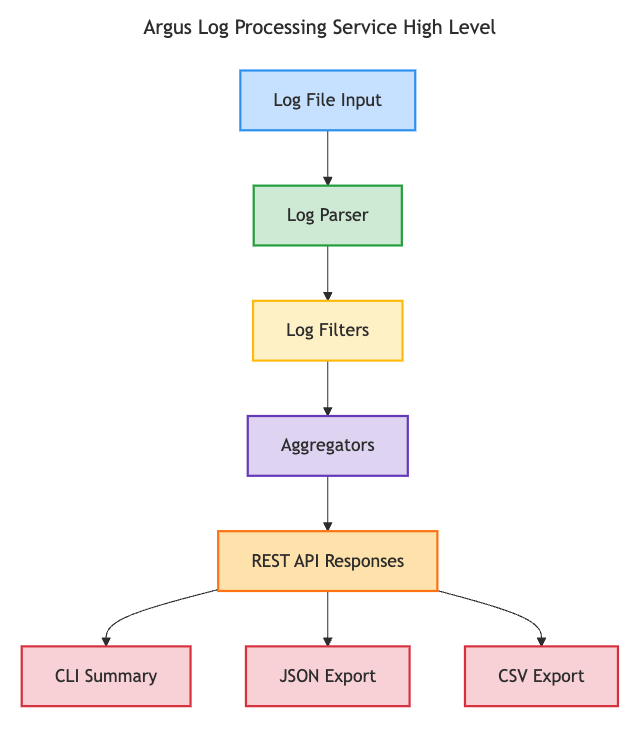 Argus Log Processing Service High Level
Log File Input
Log Parser
Log Filters
Aggregators
REST API Responses
CLI Summary
JSON Export
CSV Export